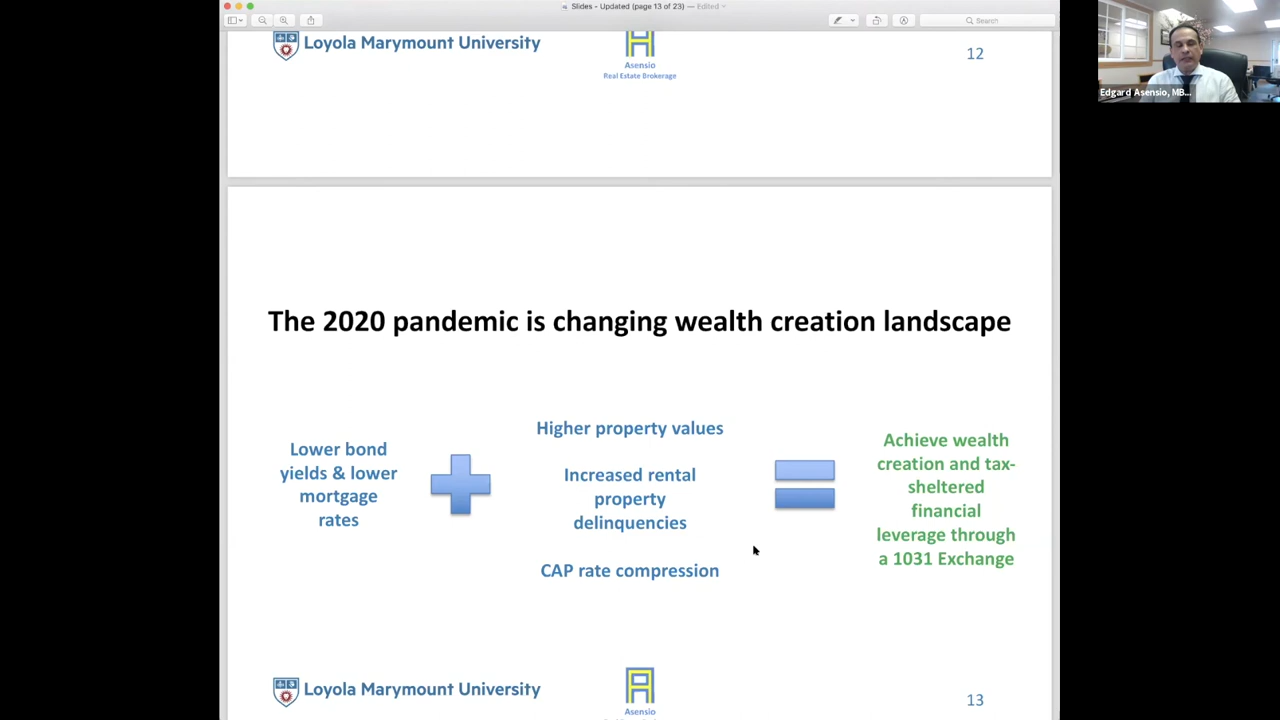 Slides - Updated (page 13 of 23) — Edited
Search
Loyola Marymount University
Asensio
Real Estate Brokerage
12
Edgard Asensio, MB...
The 2020 pandemic is changing wealth creation landscape
Lower bond
yields & lower
mortgage
rates
Higher property values
Increased rental
property
delinquencies
CAP rate compression
Achieve wealth
creation and tax-
sheltered
financial
leverage through
a 1031 Exchange
Loyola Marymount University
Asensio
13